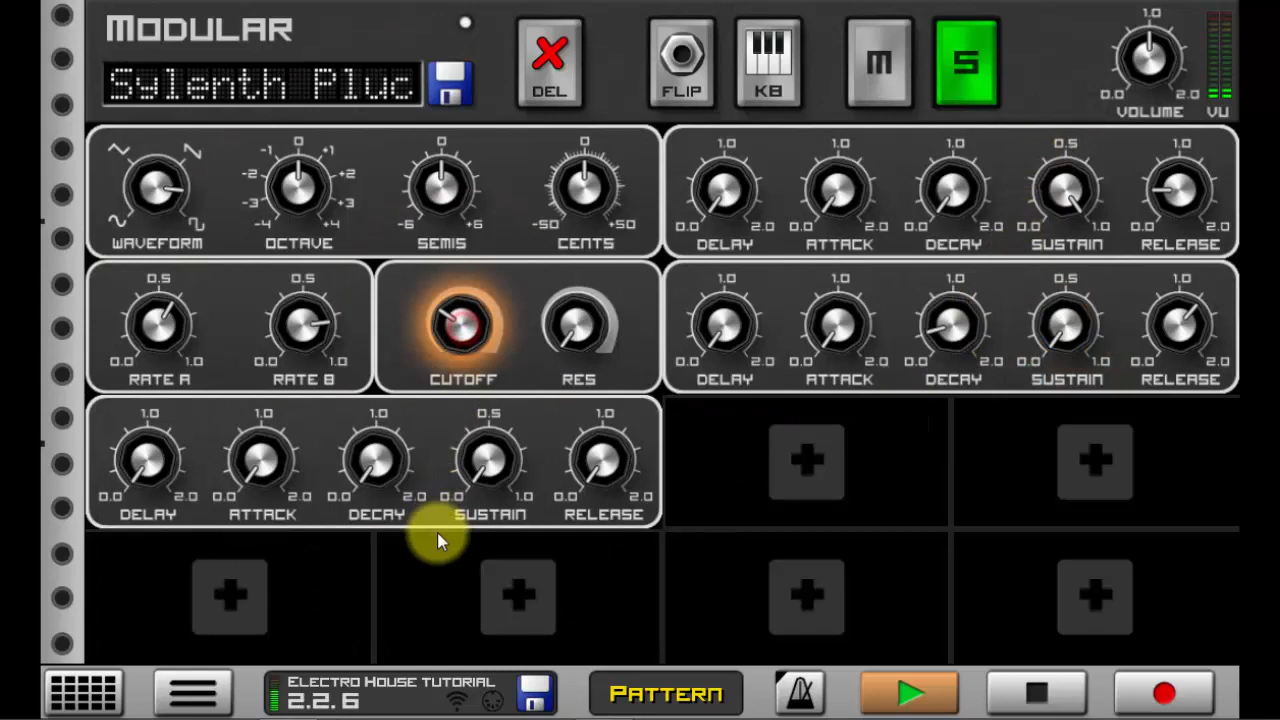 MODULAR
Sylenth Pluc
DEL
FLIP
KB
M
S
1.0
0.0 2.0
VOLUME VU
-4 -3 -2 -1 0 +1 +2 +3 +4
-6 0 +6
-50 0 +50
WAVEFORM OCTAVE SEMIS CENTS
1.0 1.0 1.0 0.5 1.0
0.0 2.0 0.0 2.0 0.0 2.0 0.0 1.0 0.0 2.0
DELAY ATTACK DECAY SUSTAIN RELEASE
0.5 0.5
0.0 1.0 0.0 1.0
RATE A RATE B CUTOFF RES
1.0 1.0 1.0 0.5 1.0
0.0 2.0 0.0 2.0 0.0 2.0 0.0 1.0 0.0 2.0
DELAY ATTACK DECAY SUSTAIN RELEASE
1.0 1.0 1.0 0.5 1.0
0.0 2.0 0.0 2.0 0.0 2.0 0.0 1.0 0.0 2.0
DELAY ATTACK DECAY SUSTAIN RELEASE
ELECTRO HOUSE TUTORIAL
2.2.6
PATTERN